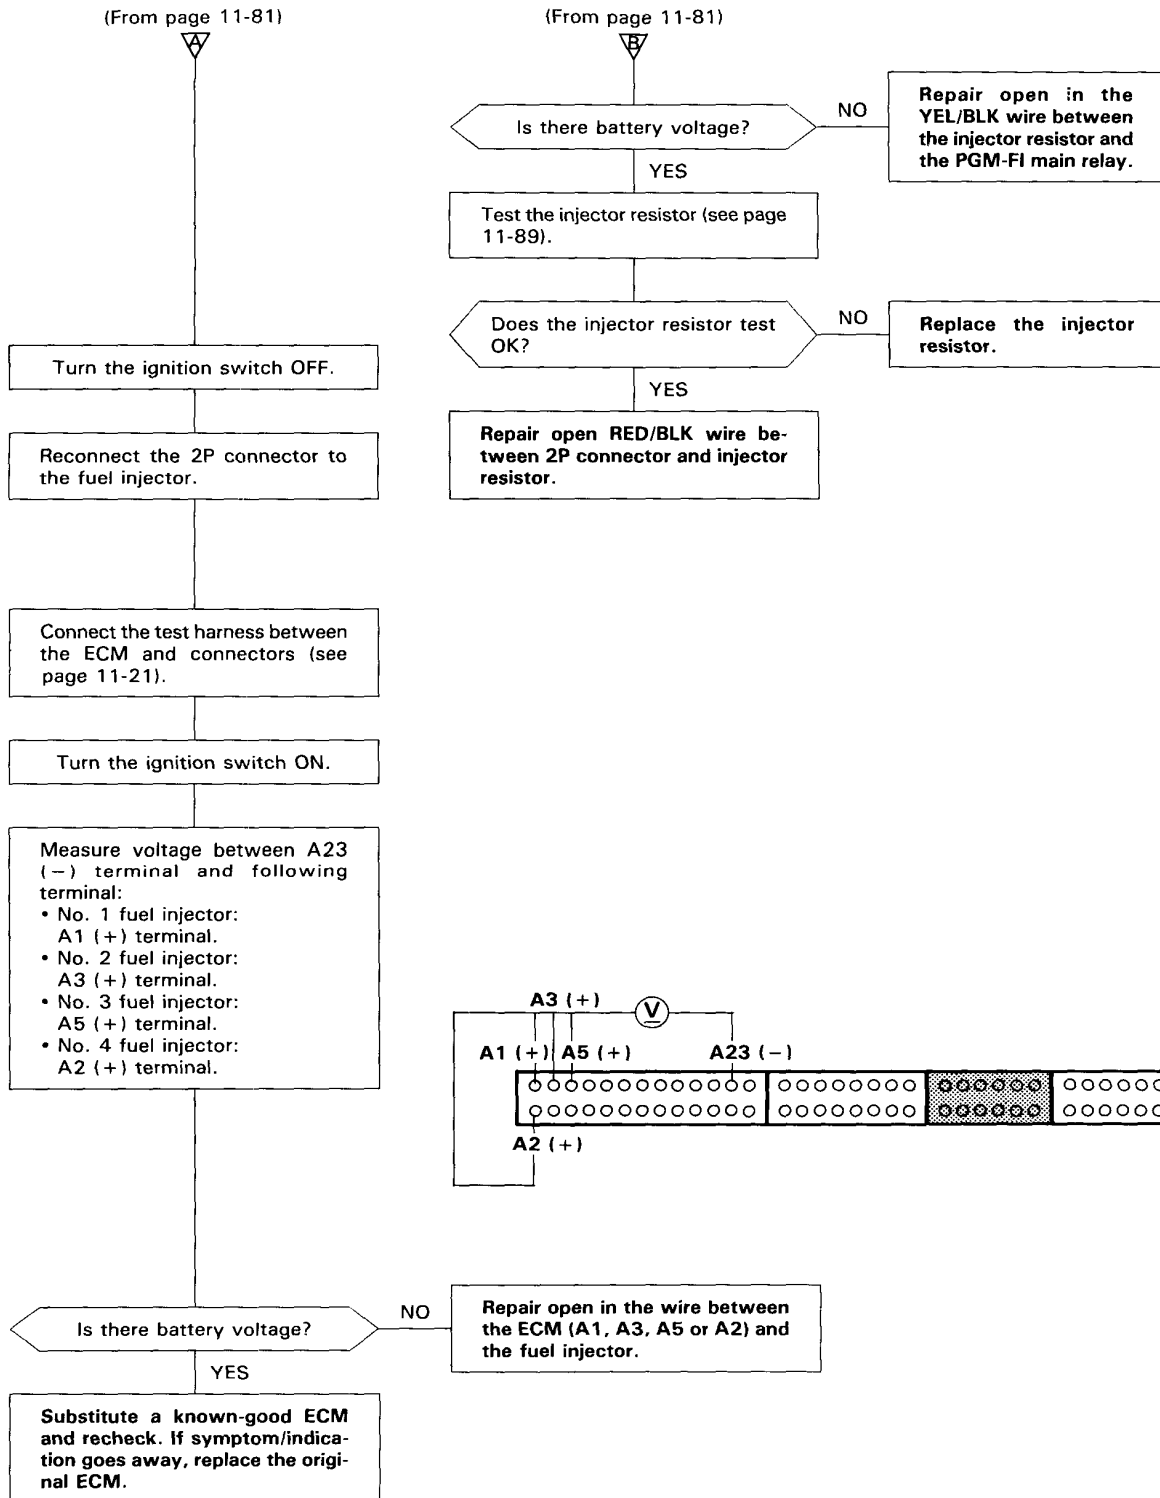 (From page 11-81)
A
Turn the ignition switch OFF.
Reconnect the 2P connector to
the fuel injector.
Connect the test harness between
the ECM and connectors (see
page 11-21).
Turn the ignition switch ON.
Measure voltage between A23
(−) terminal and following
terminal:
• No. 1 fuel injector:
A1 (+) terminal.
• No. 2 fuel injector:
A3 (+) terminal.
• No. 3 fuel injector:
A5 (+) terminal.
• No. 4 fuel injector:
A2 (+) terminal.
Is there battery voltage?
NO
Repair open in the wire between
the ECM (A1, A3, A5 or A2) and
the fuel injector.
YES
Substitute a known-good ECM
and recheck. If symptom/indica-
tion goes away, replace the origi-
nal ECM.
(From page 11-81)
B
Is there battery voltage?
NO
Repair open in the
YEL/BLK wire between
the injector resistor and
the PGM-FI main relay.
YES
Test the injector resistor (see page
11-89).
Does the injector resistor test
OK?
NO
Replace the injector
resistor.
YES
Repair open RED/BLK wire be-
tween 2P connector and injector
resistor.
A3 (+)
V
A1 (+) A5 (+) A23 (−)
A2 (+)